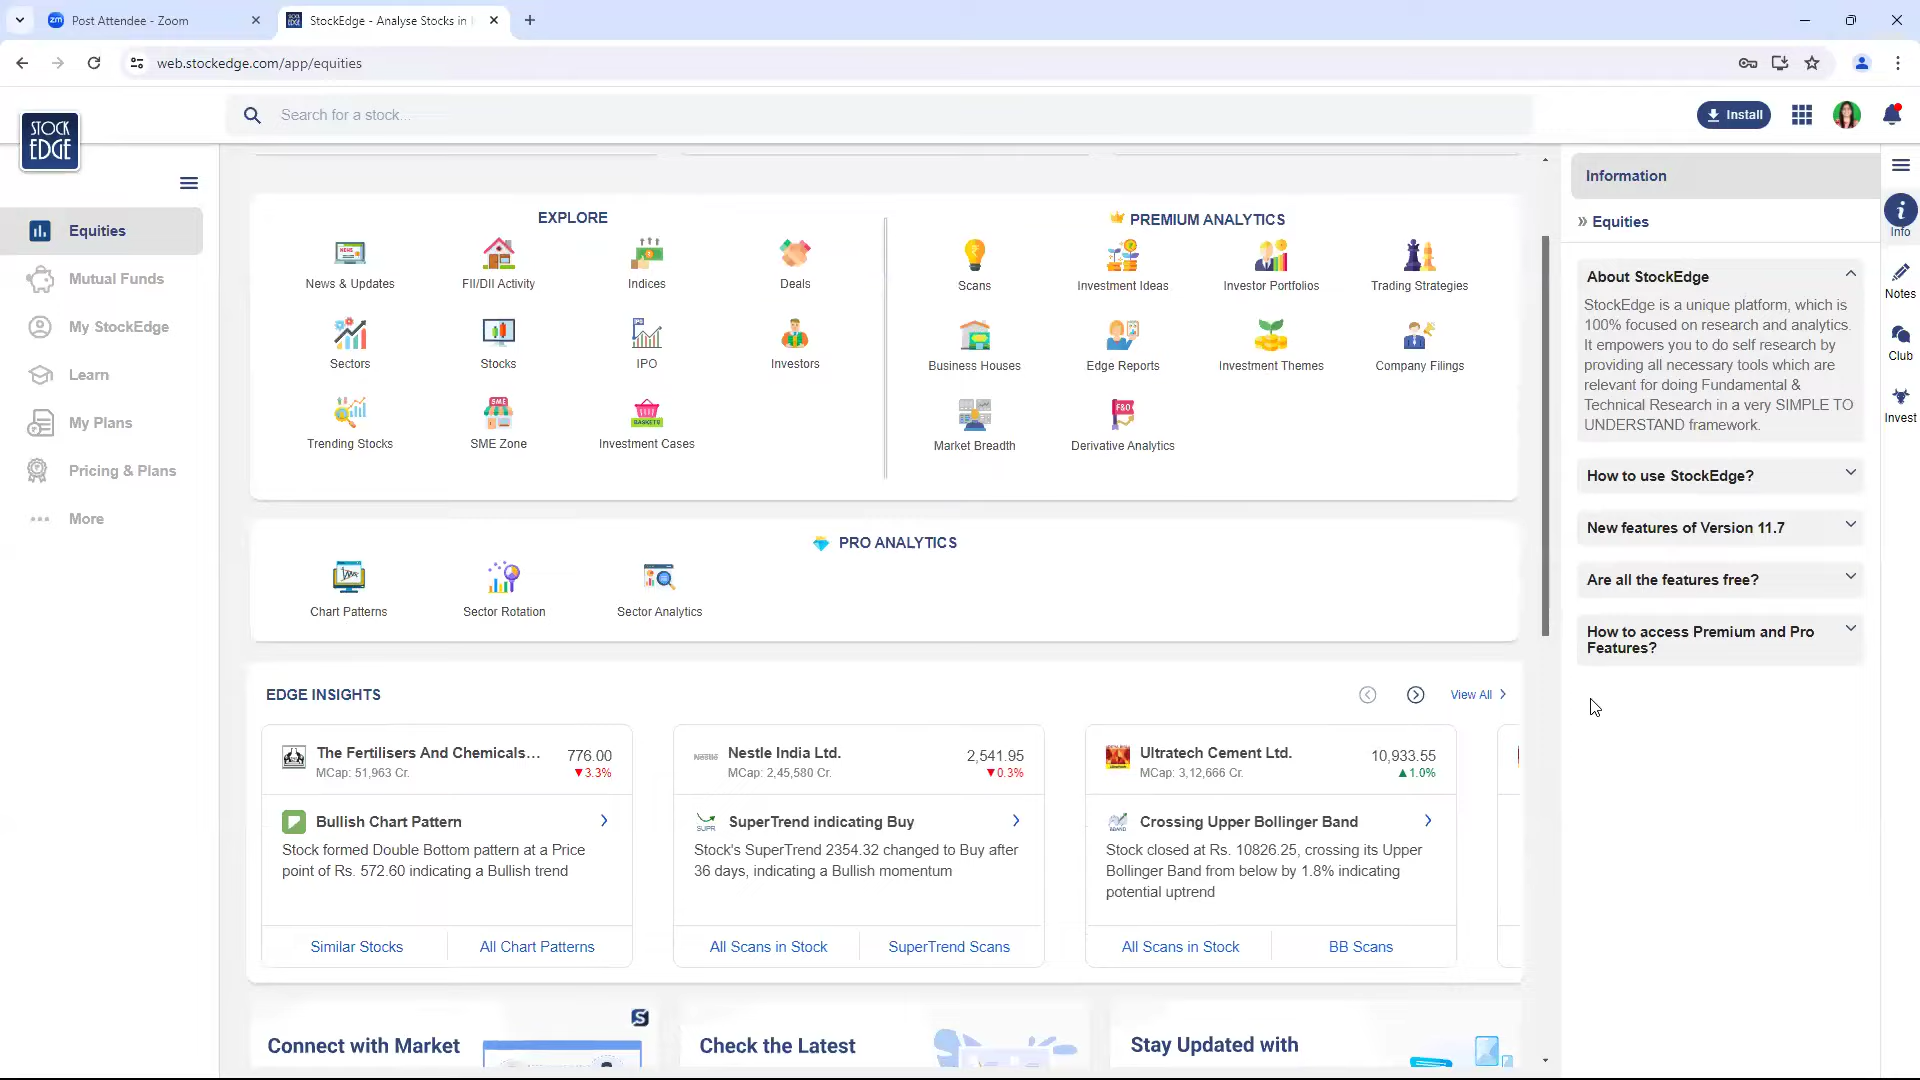 zm Post Attendee - Zoom
StockEdge - Analyse Stocks in
web.stockedge.com/app/equities
STOCK EDGE
Search for a stock...
Install
Equities
Mutual Funds
My StockEdge
Learn
My Plans
Pricing & Plans
More
EXPLORE
News & Updates
FII/DII Activity
Indices
Deals
Sectors
Stocks
IPO
Investors
Trending Stocks
SME Zone
Investment Cases
PREMIUM ANALYTICS
Scans
Investment Ideas
Investor Portfolios
Trading Strategies
Business Houses
Edge Reports
Investment Themes
Company Filings
Market Breadth
Derivative Analytics
PRO ANALYTICS
Chart Patterns
Sector Rotation
Sector Analytics
EDGE INSIGHTS
View All
The Fertilisers And Chemicals... 776.00
MCap: 51,963 Cr. ▼3.3%
Bullish Chart Pattern
Stock formed Double Bottom pattern at a Price
point of Rs. 572.60 indicating a Bullish trend
Similar Stocks
All Chart Patterns
Nestle India Ltd. 2,541.95
MCap: 2,45,580 Cr. ▼0.3%
SuperTrend indicating Buy
Stock's SuperTrend 2354.32 changed to Buy after
36 days, indicating a Bullish momentum
All Scans in Stock
SuperTrend Scans
Ultratech Cement Ltd. 10,933.55
MCap: 3,12,666 Cr. ▲1.0%
Crossing Upper Bollinger Band
Stock closed at Rs. 10826.25, crossing its Upper
Bollinger Band from below by 1.8% indicating
potential uptrend
All Scans in Stock
BB Scans
Connect with Market
Check the Latest
Stay Updated with
Information
» Equities
About StockEdge
StockEdge is a unique platform, which is
100% focused on research and analytics.
It empowers you to do self research by
providing all necessary tools which are
relevant for doing Fundamental &
Technical Research in a very SIMPLE TO
UNDERSTAND framework.
How to use StockEdge?
New features of Version 11.7
Are all the features free?
How to access Premium and Pro
Features?
Info
Notes
Club
Invest